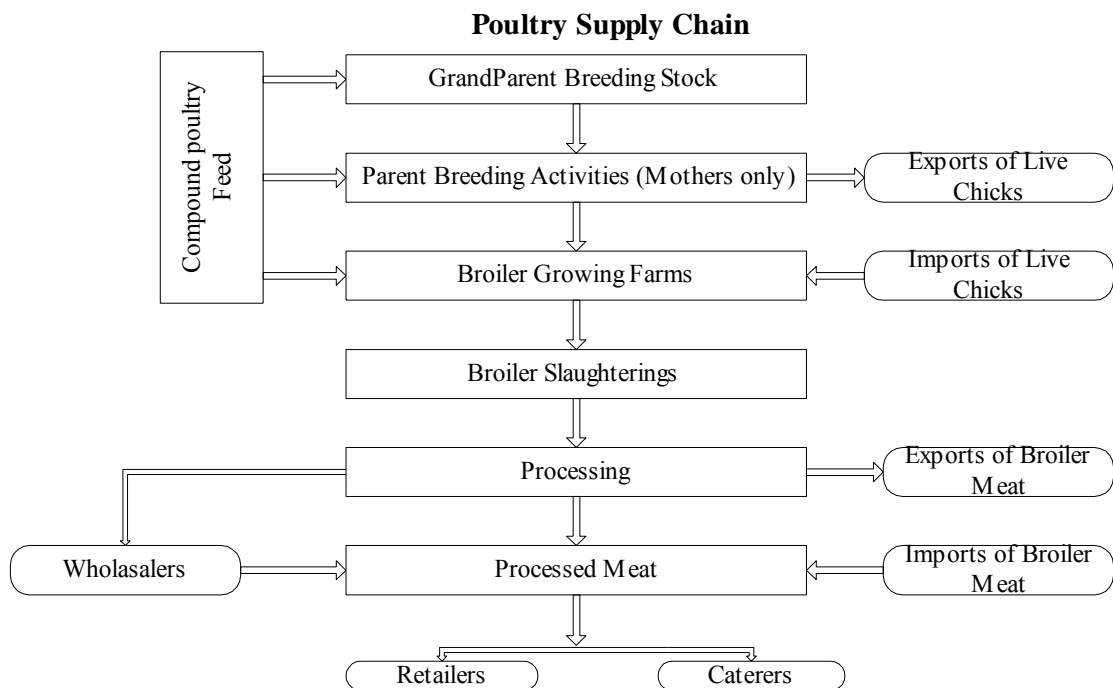 Poultry Supply Chain
Compound poultry
Feed
GrandParent Breeding Stock
Parent Breeding Activities (Mothers only)
Exports of Live
Chicks
Broiler Growing Farms
Imports of Live
Chicks
Broiler Slaughterings
Processing
Exports of Broiler
Meat
Wholasalers
Processed Meat
Imports of Broiler
Meat
Retailers
Caterers